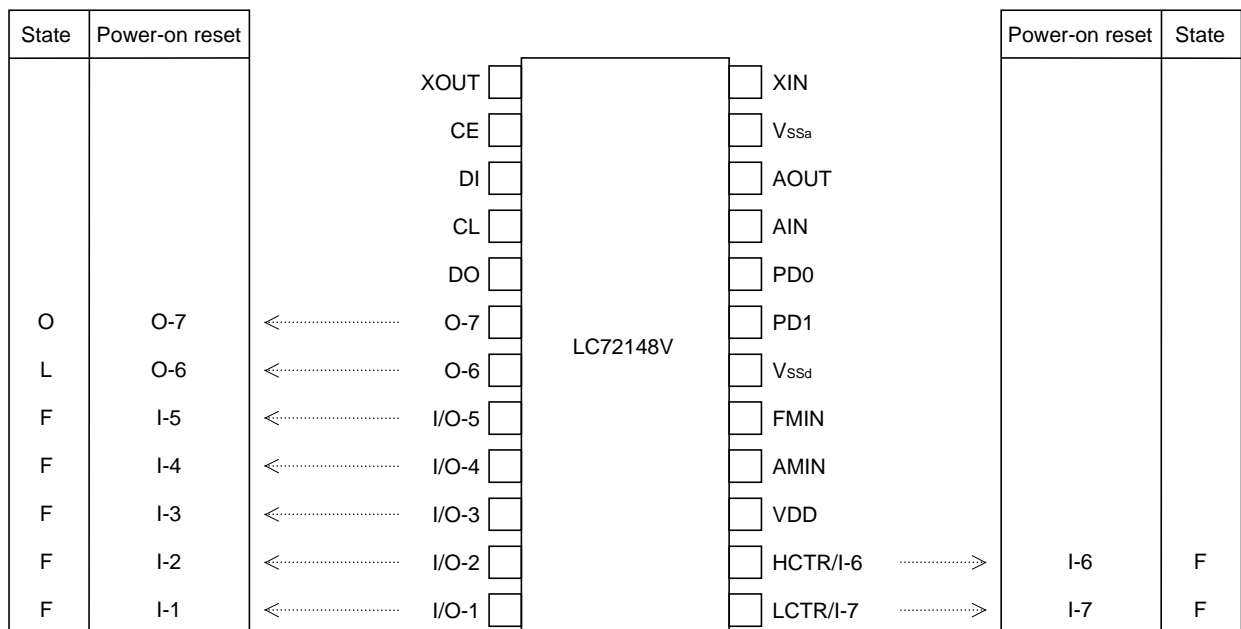 State Power-on reset Power-on reset State
XOUT XIN
CE VSSa
DI AOUT
CL AIN
DO PD0
O O-7 O-7 PD1
LC72148V
L O-6 O-6 VSSd
F I-5 I/O-5 FMIN
F I-4 I/O-4 AMIN
F I-3 I/O-3 VDD
F I-2 I/O-2 HCTR/I-6 I-6 F
F I-1 I/O-1 LCTR/I-7 I-7 F